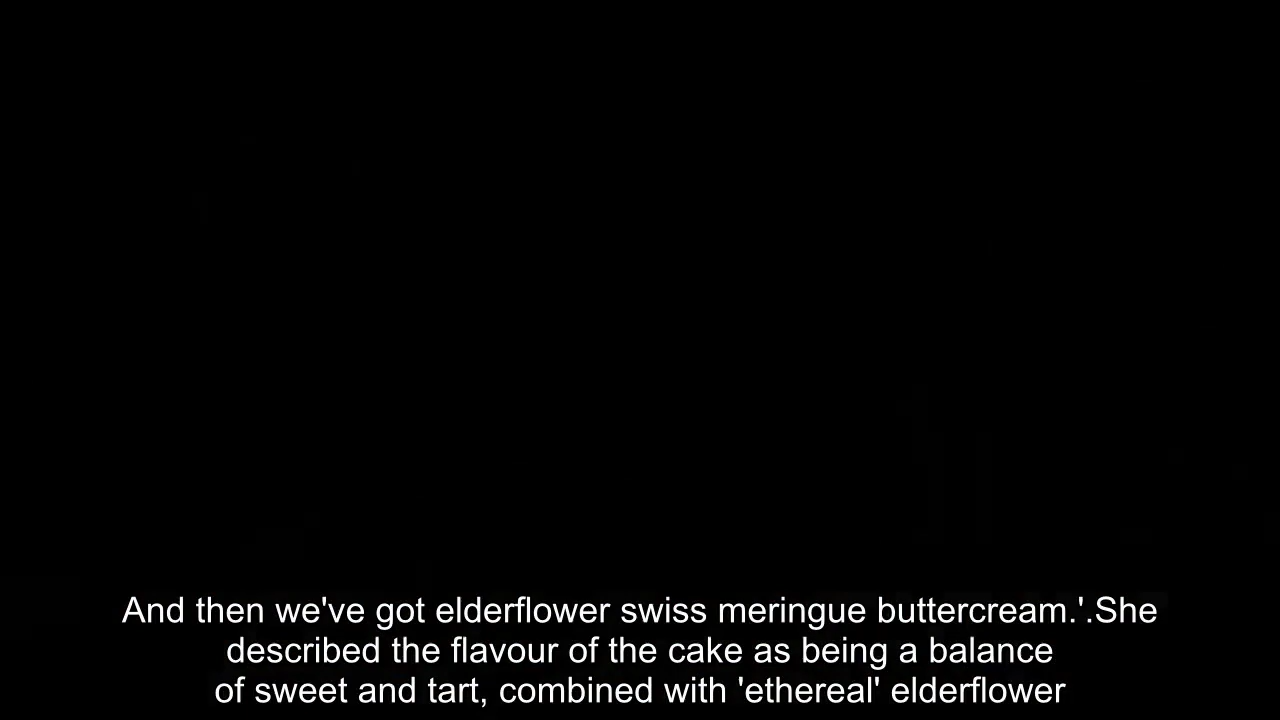 And then we've got elderflower swiss meringue buttercream.'.She
described the flavour of the cake as being a balance
of sweet and tart, combined with 'ethereal' elderflower